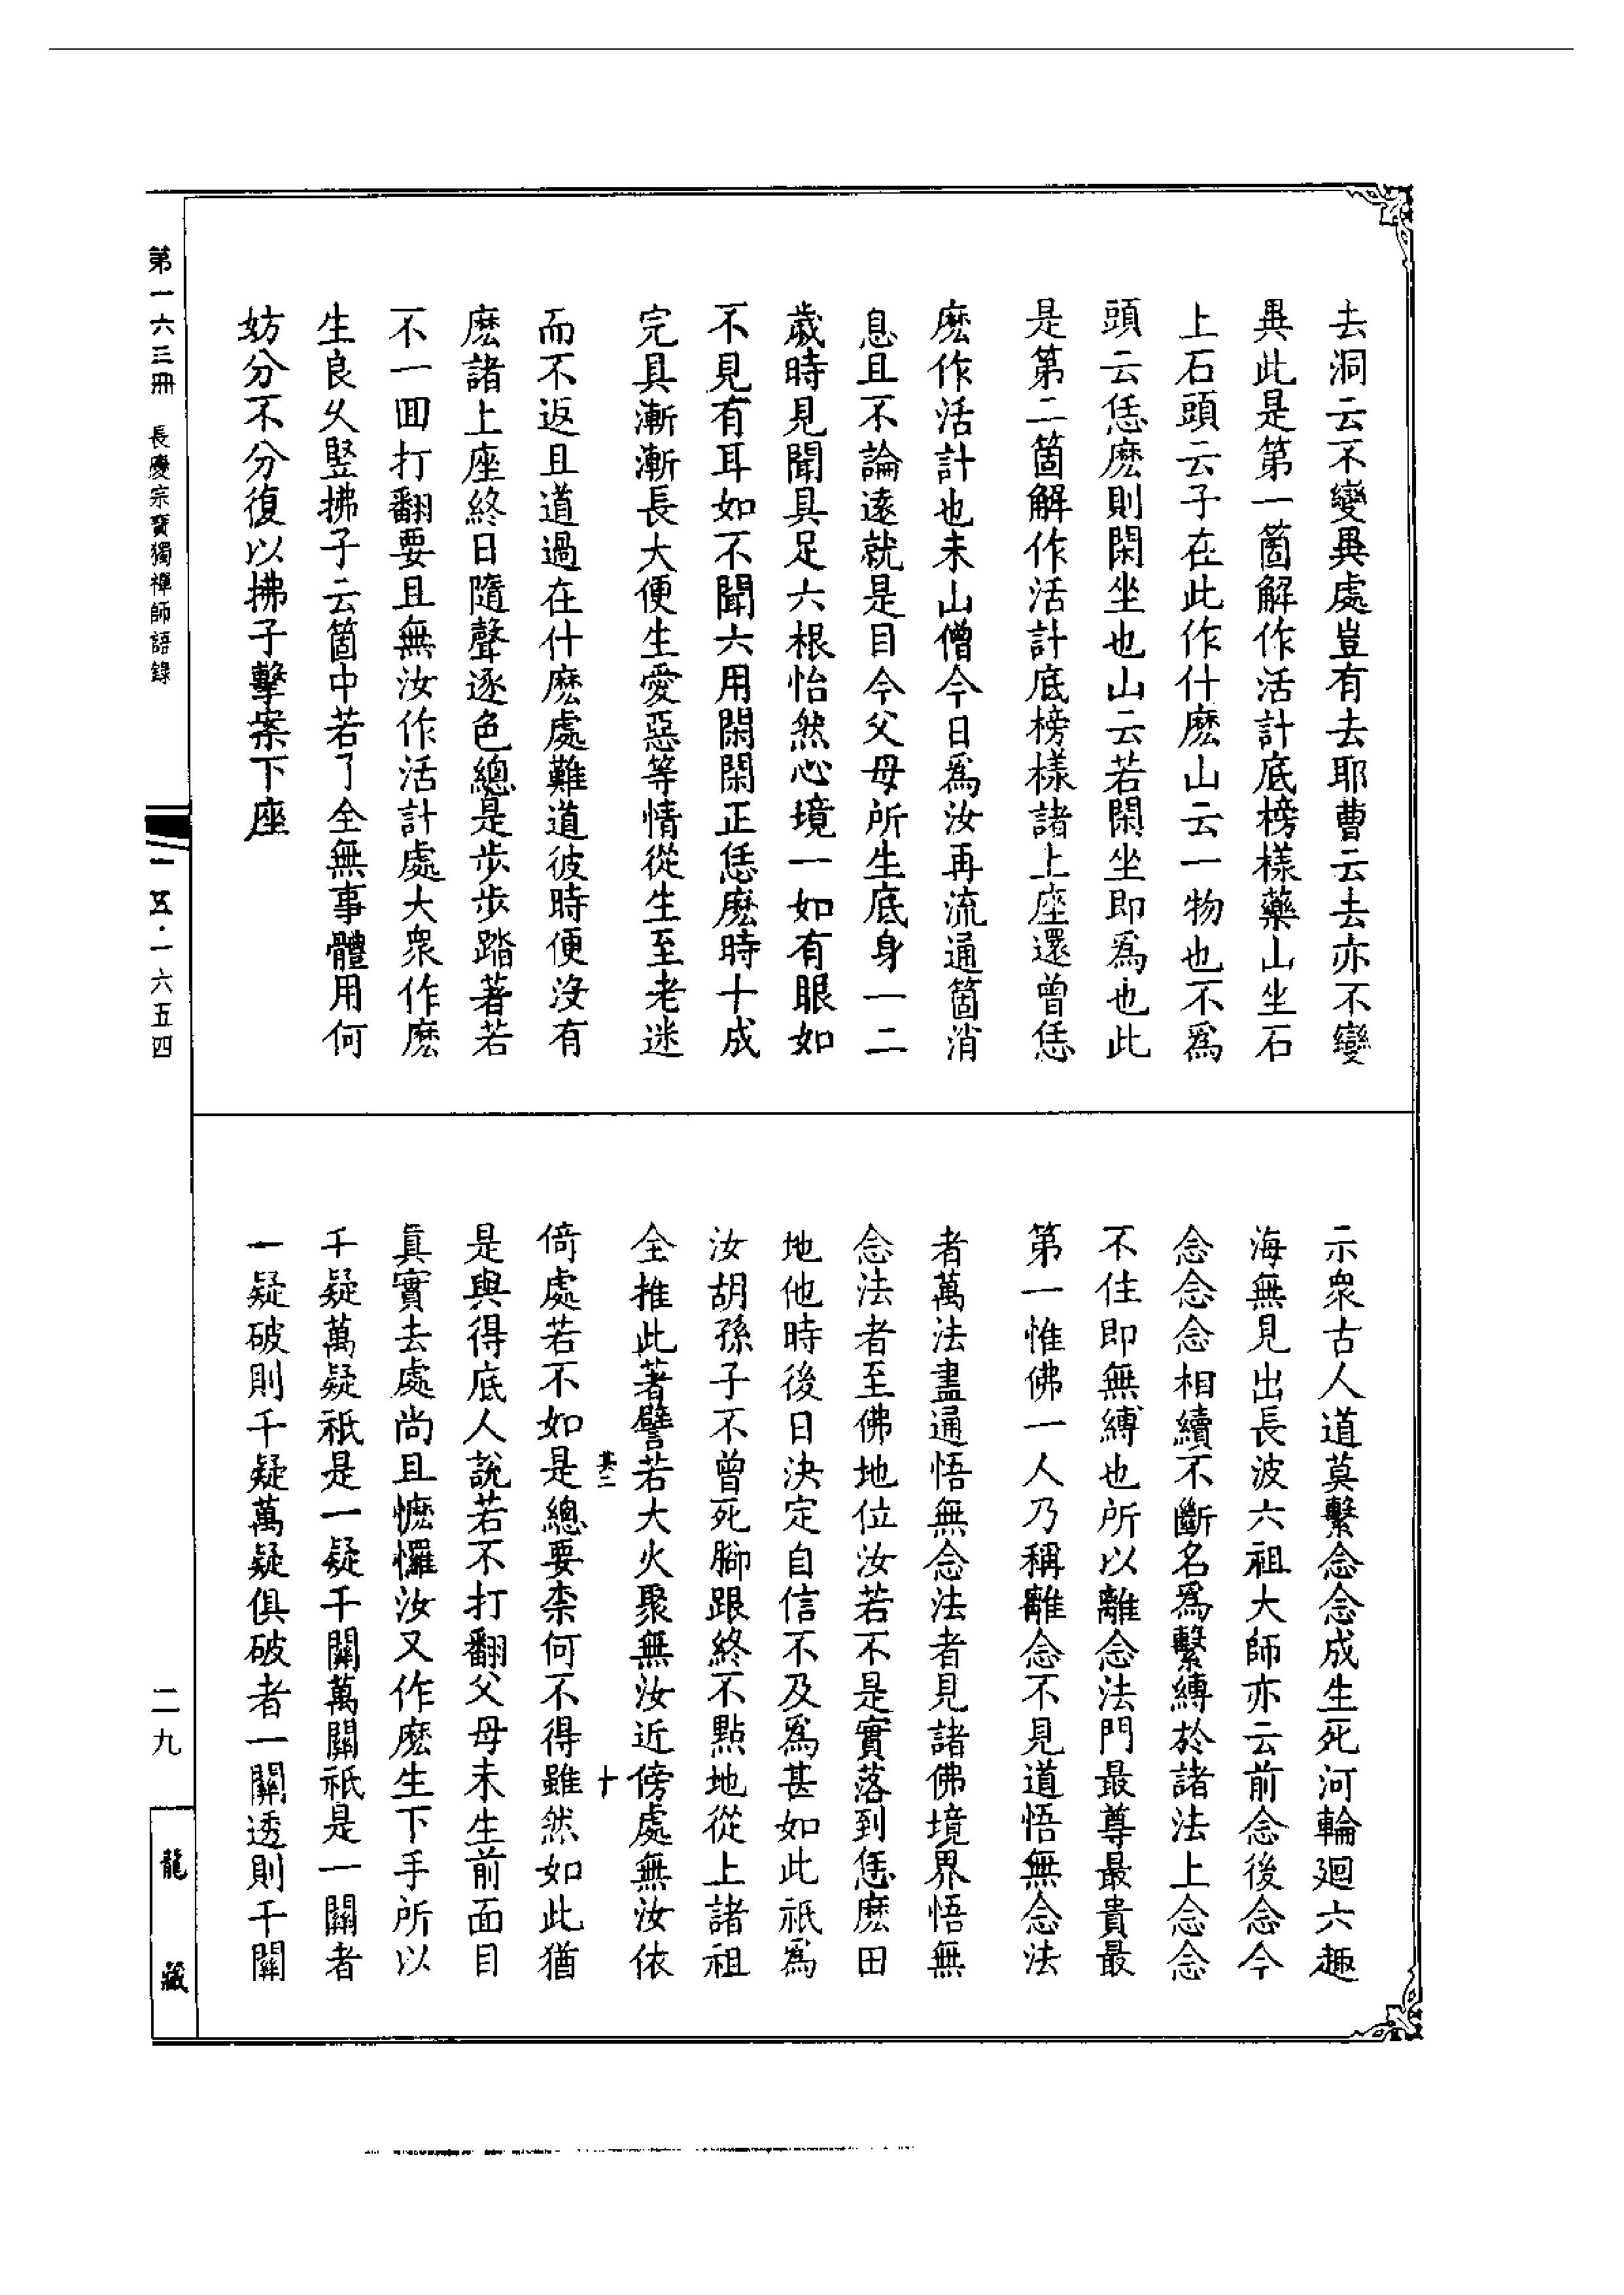 去洞云不變異處豈有去耶曹云去亦不變
異此是第一箇解作活計底榜樣藥山坐石
上石頭云子在此作什麽山云一物也不爲
頭云恁麽則閑坐也山云若閑坐即爲也此
是第二箇解作活計底榜樣諸上座還曾恁
麽作活計也未山僧今日爲汝再流通箇消
息且不論遠就是目今父母所生底身一二
歲時見聞具足六根怡然心境一如有眼如
不見有耳如不聞六用閑閑正恁麽時十成
完具漸漸長大便生愛惡等情從生至老迷
而不返且道過在什麽處難道彼時便沒有
麽諸上座終日隨聲逐色總是步步踏著若
不一回打翻要且無汝作活計處大衆作麽
生良久豎拂子云箇中若了全無事體用何
妨分不分復以拂子擊案下座
示衆古人道莫繫念念成生死河輪迴六趣
海無見出長波六祖大師亦云前念後念今
念念念相續不斷名爲繫縛於諸法上念念
不住即無縛也所以離念法門最尊最貴最
第一惟佛一人乃稱離念不見道悟無念法
者萬法盡通悟無念法者見諸佛境界悟無
念法者至佛地位汝若不是實落到恁麽田
地他時後日決定自信不及爲甚如此祇爲
汝胡孫子不曾死腳跟終不點地從上諸祖
全推此著譬若大火聚無汝近傍處無汝依
倚處若不如是總要柰何不得雖然如此猶
是與得底人說若不打翻父母未生前面目
眞實去處尚且㦬㦬汝又作麽生下手所以
千疑萬疑祇是一疑千關萬關祇是一關者
一疑破則千疑萬疑俱破者一關透則千關
第一六三冊 長慶宗寶獨禪師語錄
一五·一六五四
二九
龍藏